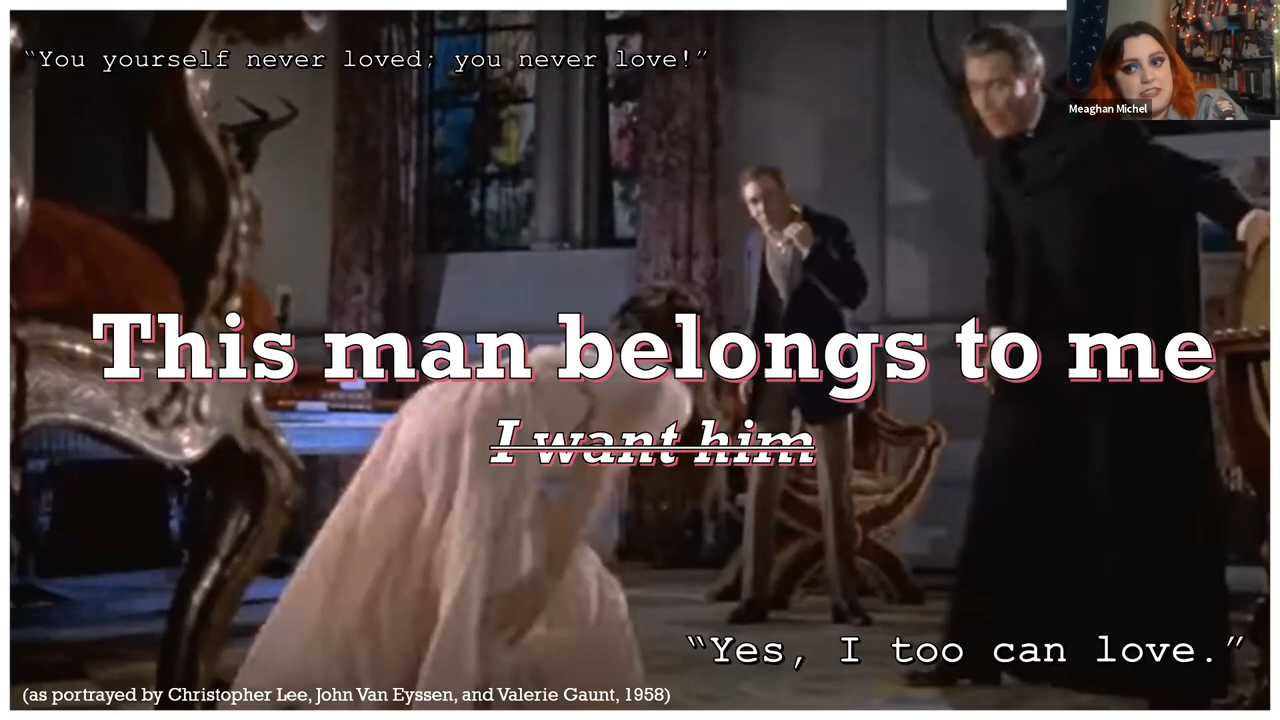 “You yourself never loved; you never love!”
Meaghan Michel
This man belongs to me
I want him
“Yes, I too can love.”
(as portrayed by Christopher Lee, John Van Eyssen, and Valerie Gaunt, 1958)